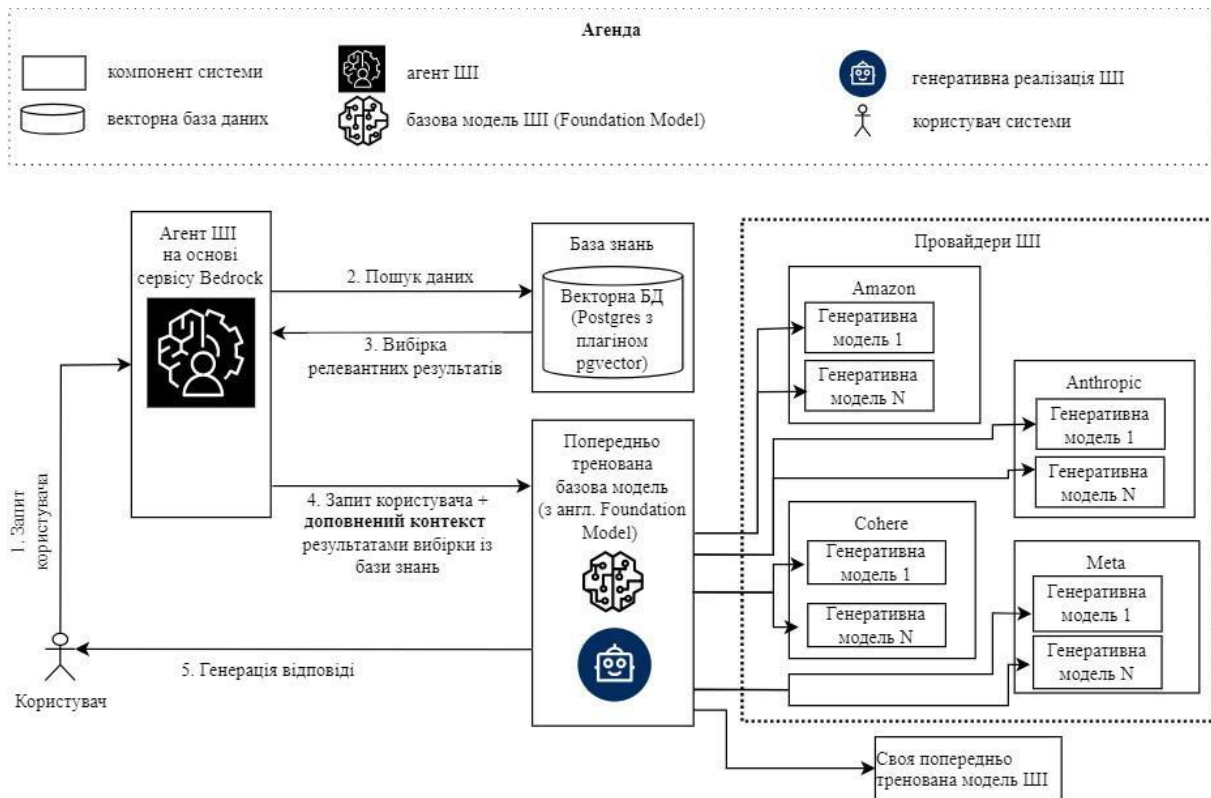 Агенда
компонент системи
агент ШІ
генеративна реалізація ШІ
векторна база даних
базова модель ШІ (Foundation Model)
користувач системи
Агент ШІ
на основі
сервісу Bedrock
2. Пошук даних
3. Вибірка
релевантних результатів
База знань
Векторна БД
(Postgres з
плагіном
pgvector)
1. Запит
користувача
4. Запит користувача +
доповнений контекст
результатами вибірки із
бази знань
Попередньо
тренована
базова модель
(з англ. Foundation
Model)
5. Генерація відповіді
Користувач
Провайдери ШІ
Amazon
Генеративна
модель 1
Генеративна
модель N
Anthropic
Генеративна
модель 1
Генеративна
модель N
Cohere
Генеративна
модель 1
Генеративна
модель N
Meta
Генеративна
модель 1
Генеративна
модель N
Своя попередньо
тренована модель ШІ